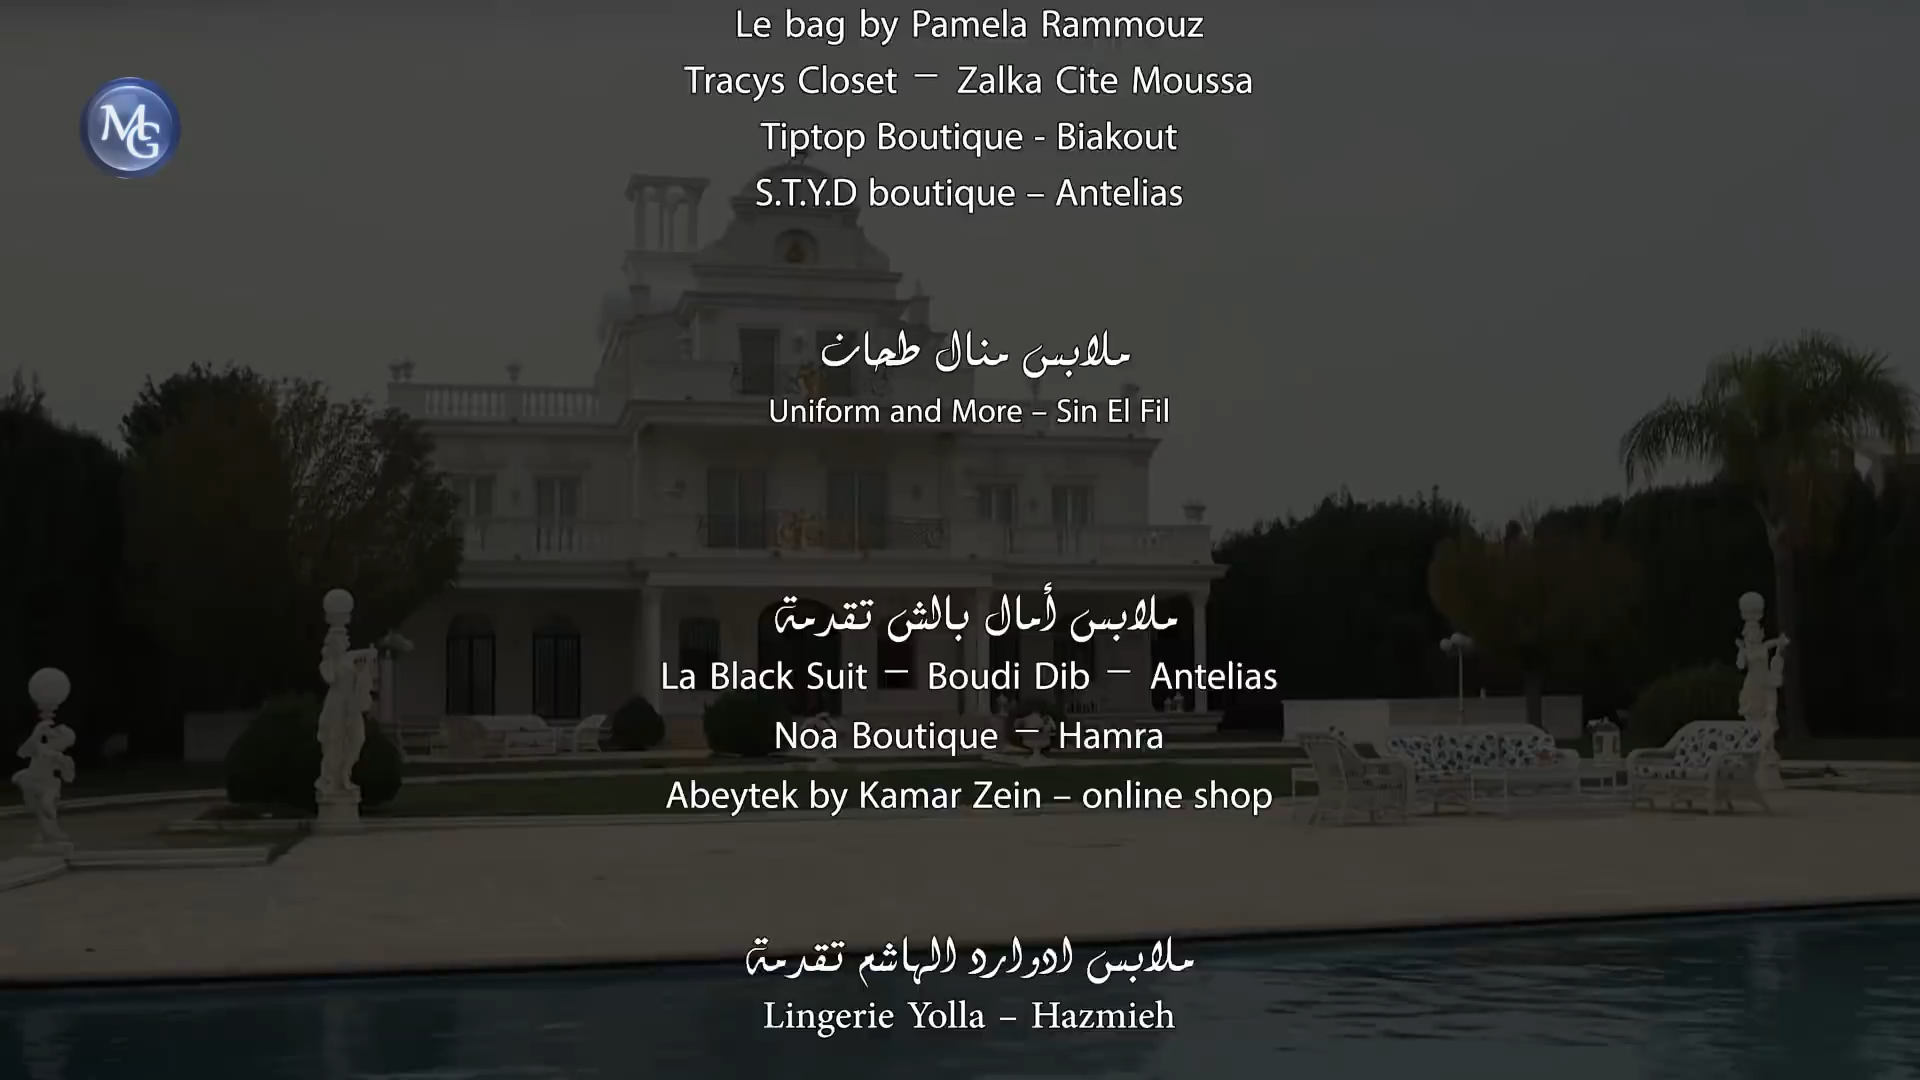 Le bag by Pamela Rammouz
Tracys Closet – Zalka Cite Moussa
MG
Tiptop Boutique - Biakout
S.T.Y.D boutique – Antelias
ملابس منال طحان
Uniform and More – Sin El Fil
ملابس أمال بالش تقدمة
La Black Suit – Boudi Dib – Antelias
Noa Boutique – Hamra
Abeytek by Kamar Zein – online shop
ملابس ادوارد الهاشم تقدمة
Lingerie Yolla – Hazmieh